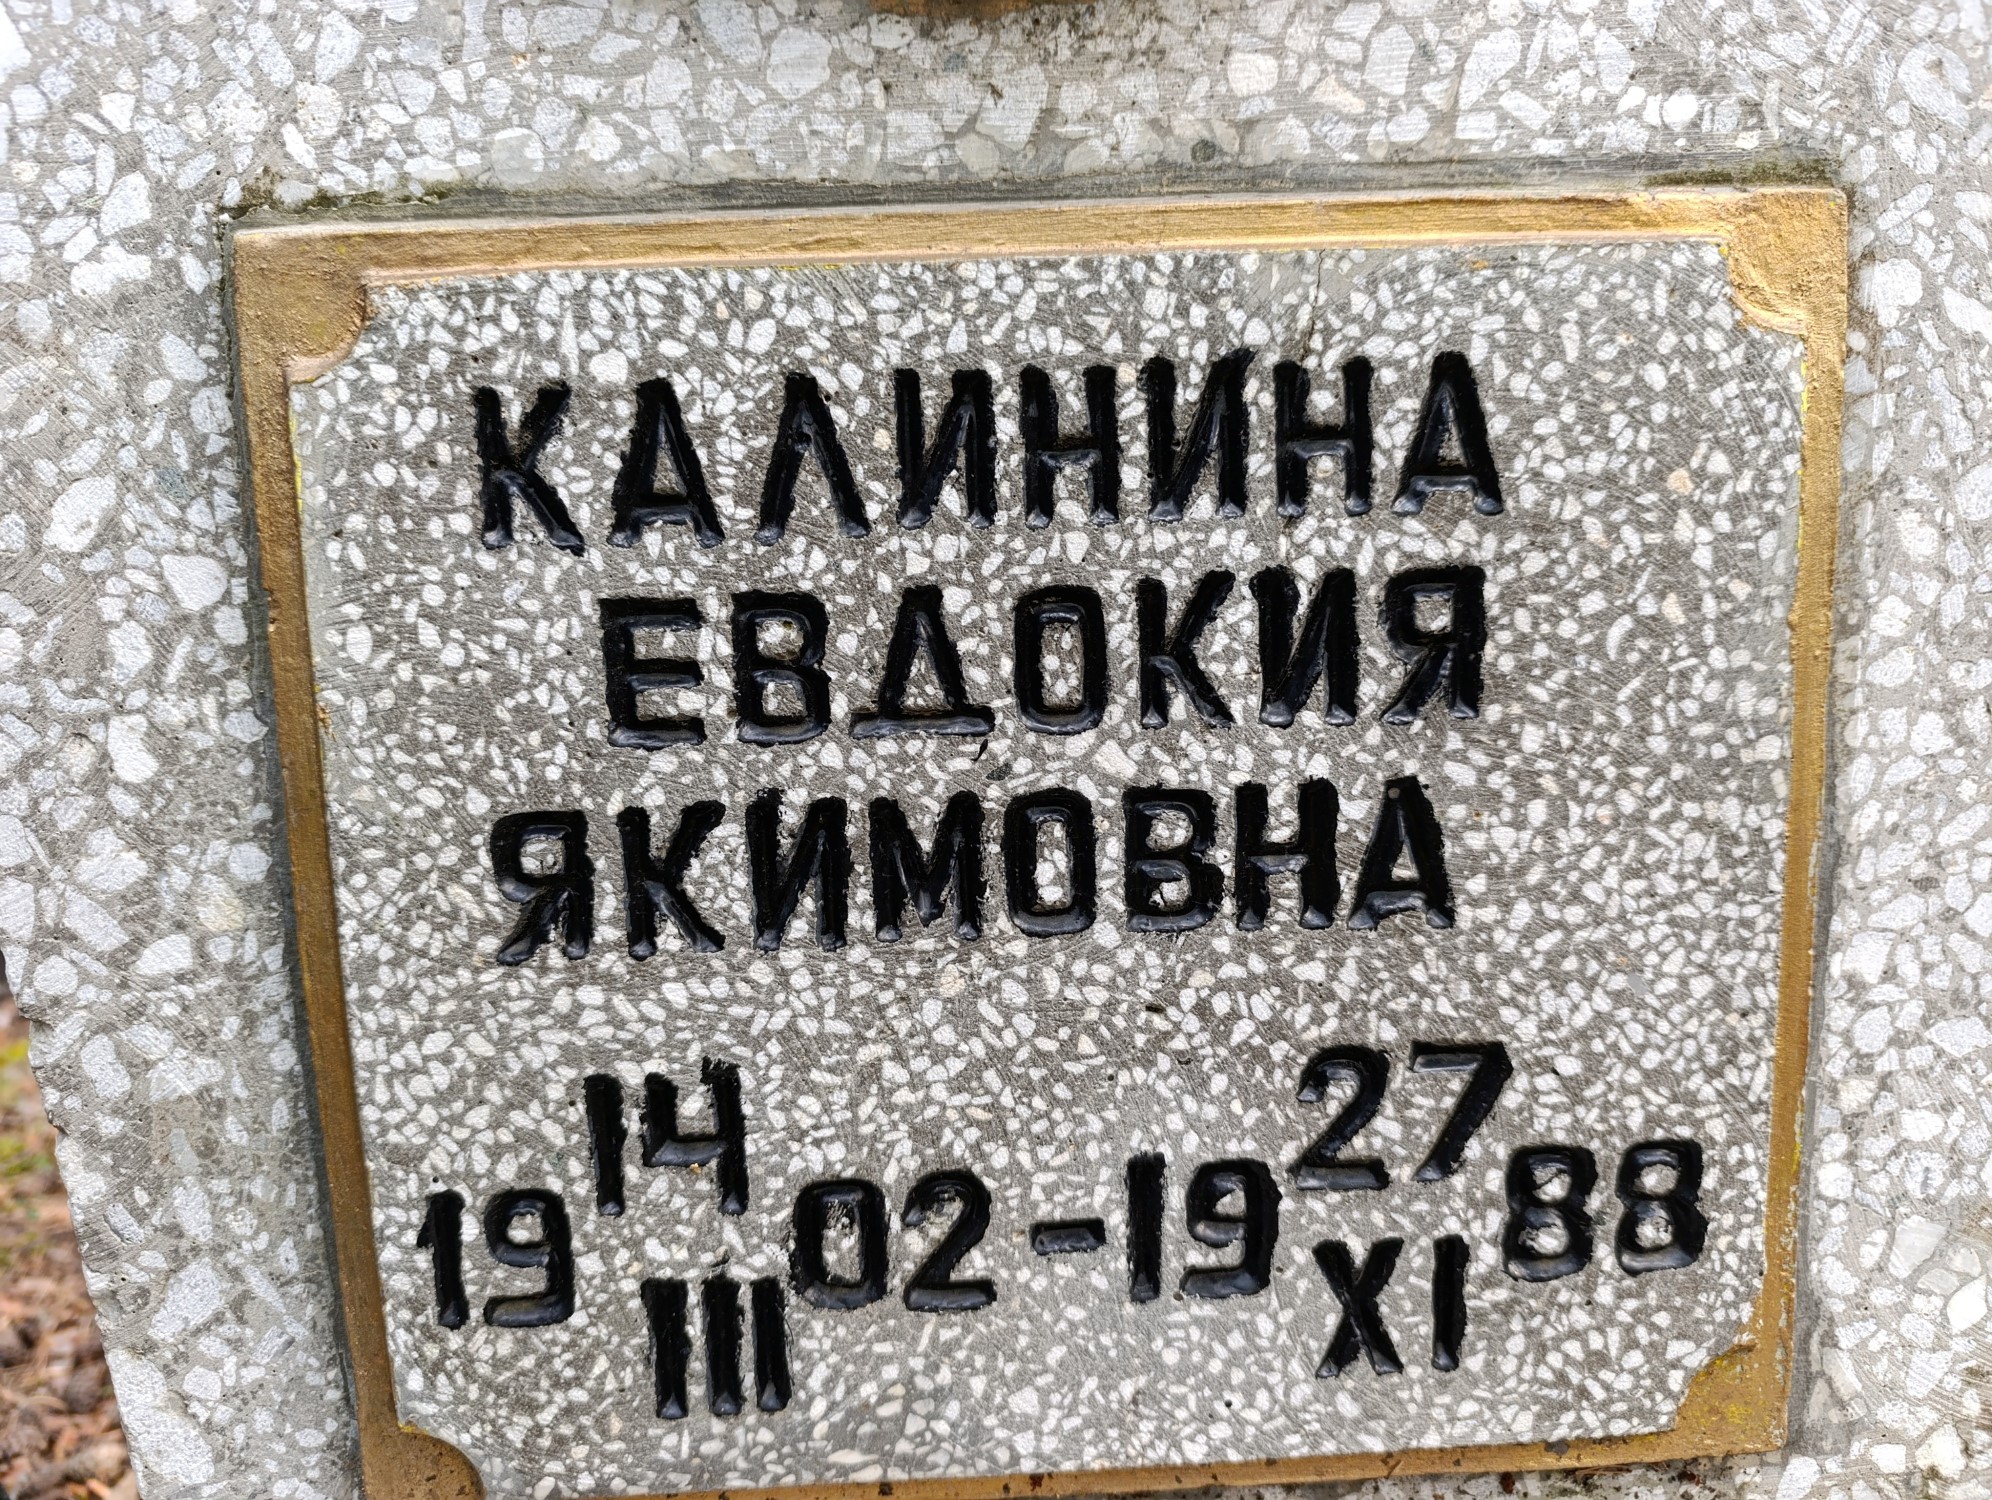 КАЛИНИНА
ЕВДОКИЯ
ЯКИМОВНА
19 14 III 02 - 19 27 XI 88